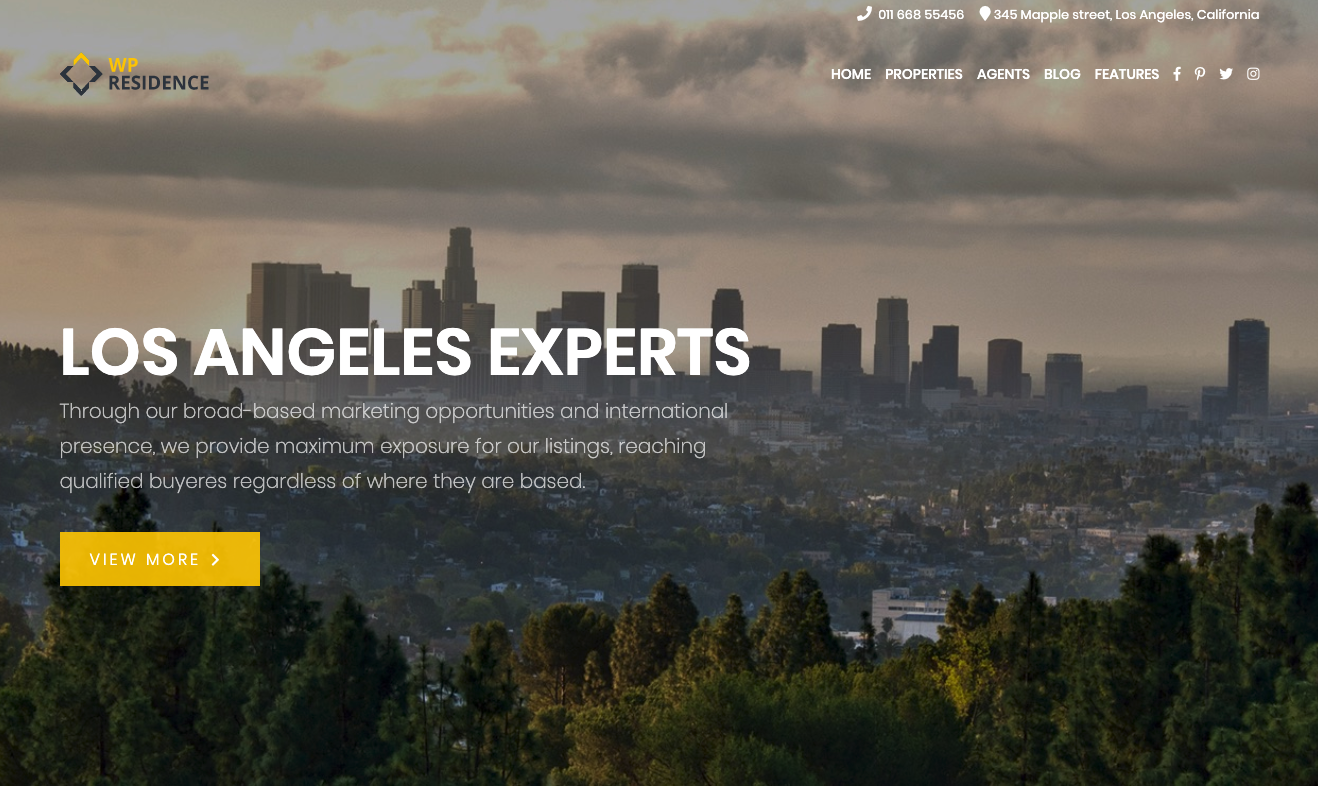 011 668 55456 345 Mapple street, Los Angeles, California
WP
RESIDENCE
HOME PROPERTIES AGENTS BLOG FEATURES
LOS ANGELES EXPERTS
Through our broad-based marketing opportunities and international
presence, we provide maximum exposure for our listings, reaching
qualified buyeres regardless of where they are based.
VIEW MORE